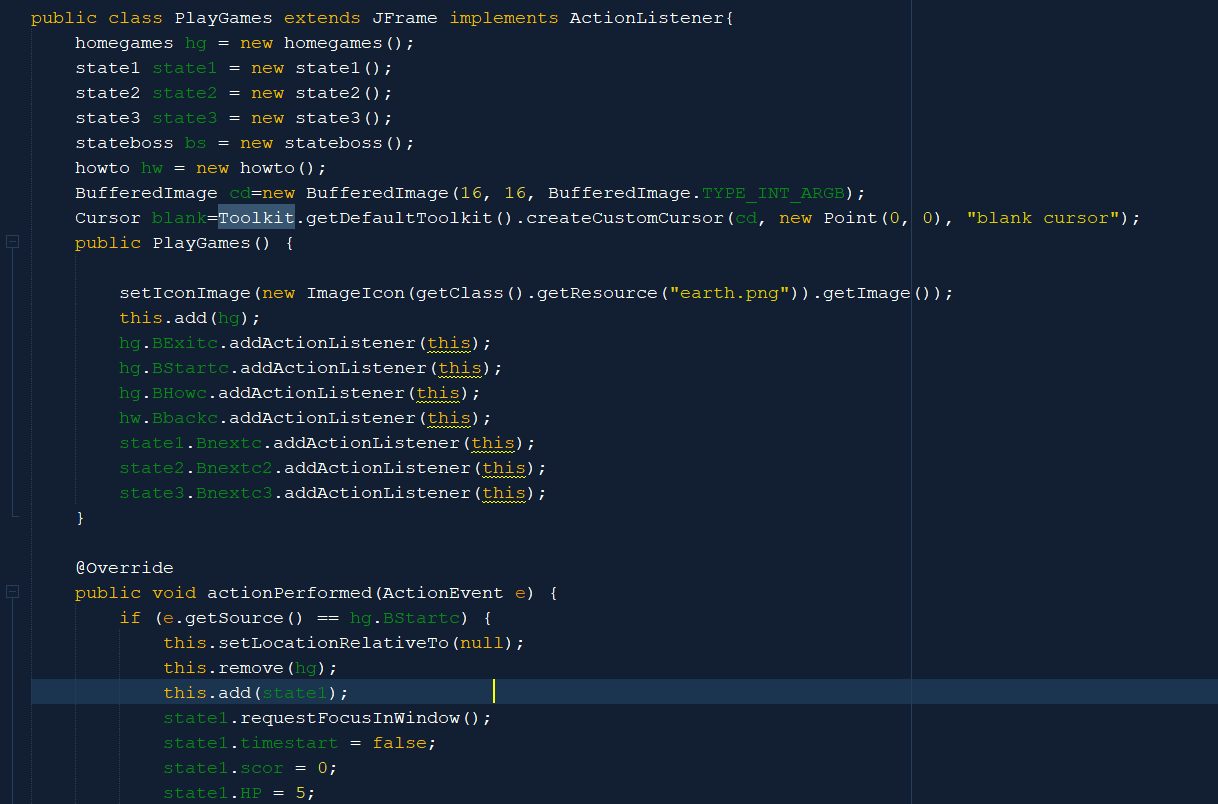 public class PlayGames extends JFrame implements ActionListener{
    homegames hg = new homegames();
    state1 state1 = new state1();
    state2 state2 = new state2();
    state3 state3 = new state3();
    stateboss bs = new stateboss();
    howto hw = new howto();
    BufferedImage cd=new BufferedImage(16, 16, BufferedImage.TYPE_INT_ARGB);
    Cursor blank=Toolkit.getDefaultToolkit().createCustomCursor(cd, new Point(0, 0), "blank cursor");
    public PlayGames() {

        setIconImage(new ImageIcon(getClass().getResource("earth.png")).getImage());
        this.add(hg);
        hg.BExitc.addActionListener(this);
        hg.BStartc.addActionListener(this);
        hg.BHowc.addActionListener(this);
        hw.Bbackc.addActionListener(this);
        state1.Bnextc.addActionListener(this);
        state2.Bnextc2.addActionListener(this);
        state3.Bnextc3.addActionListener(this);
    }

    @Override
    public void actionPerformed(ActionEvent e) {
        if (e.getSource() == hg.BStartc) {
            this.setLocationRelativeTo(null);
            this.remove(hg);
            this.add(state1);
            state1.requestFocusInWindow();
            state1.timestart = false;
            state1.scor = 0;
            state1.HP = 5;